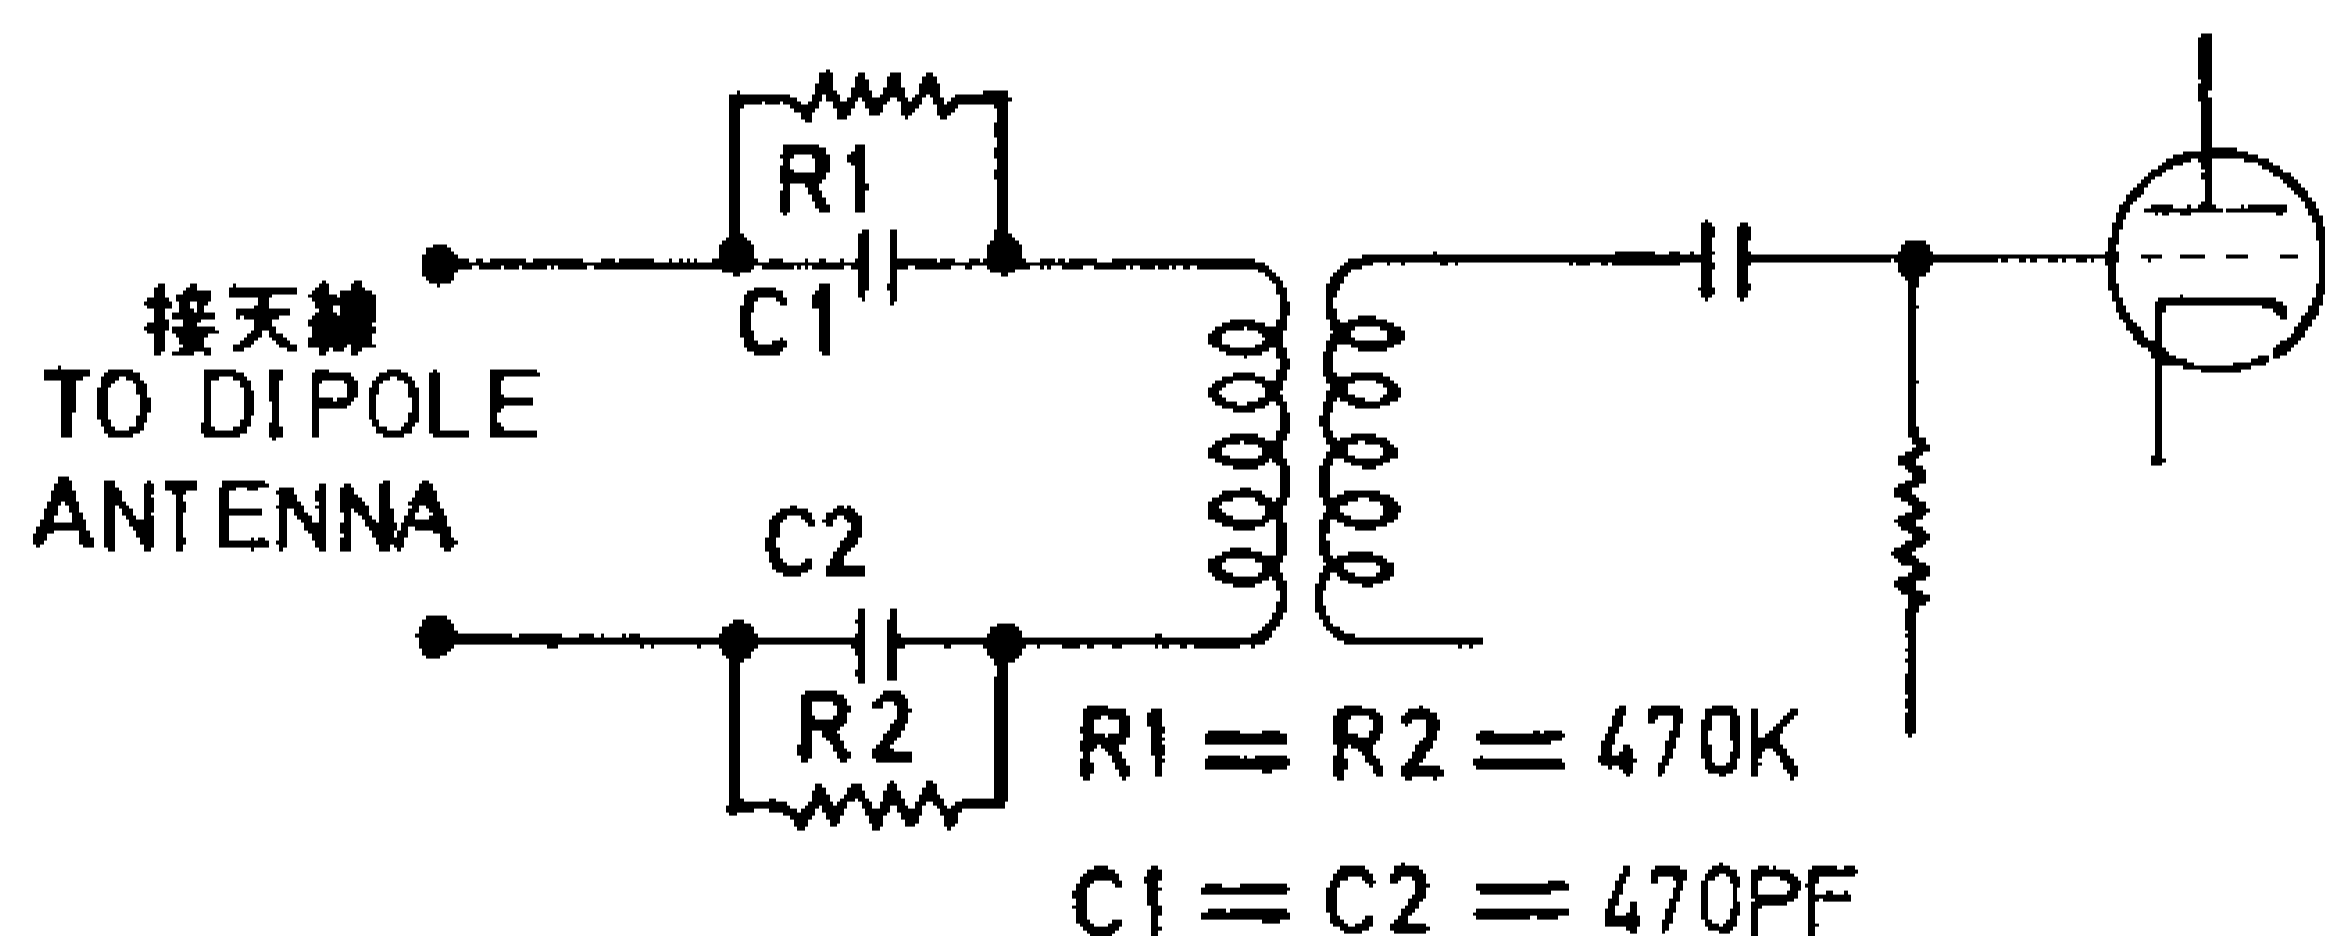 R1
C1
接天線
TO DIPOLE
ANTENNA
C2
R2
R1 = R2 = 470K
C1 = C2 = 470PF